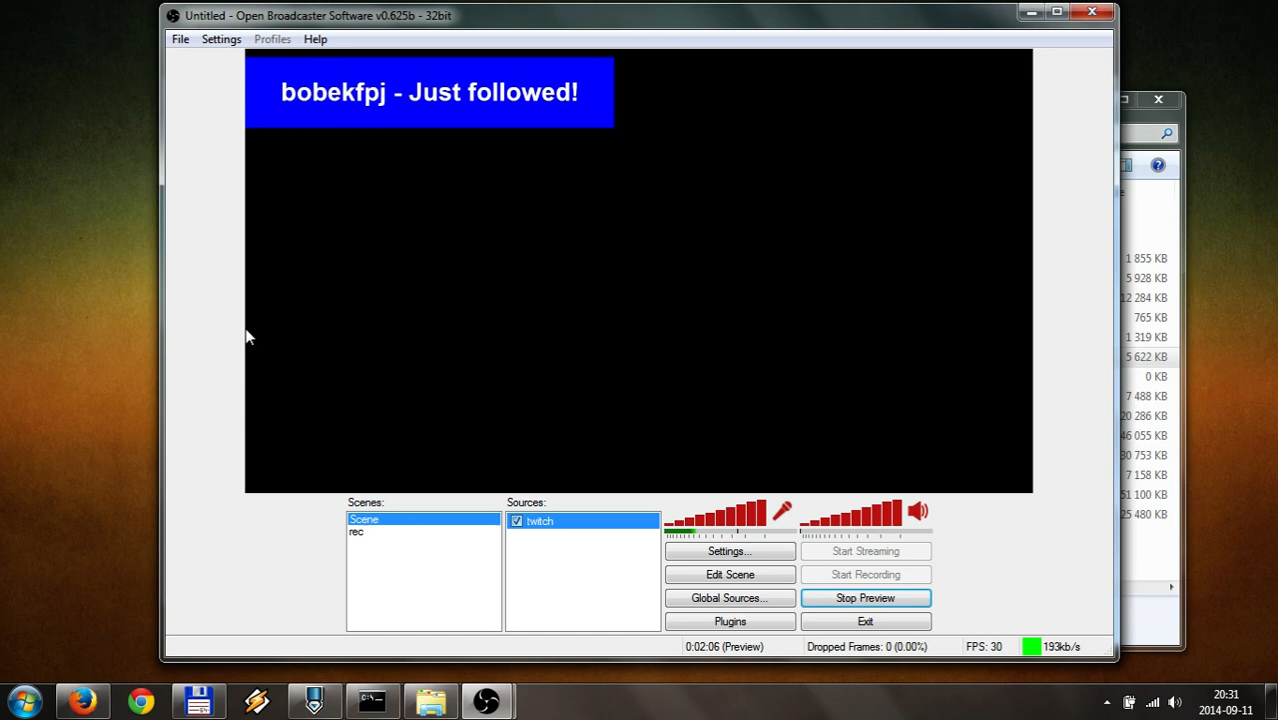 Untitled - Open Broadcaster Software v0.625b - 32bit
File Settings Profiles Help
bobekfpj - Just followed!
1 855 KB
5 928 KB
12 284 KB
765 KB
1 319 KB
5 622 KB
0 KB
7 488 KB
20 286 KB
46 055 KB
30 753 KB
7 158 KB
51 100 KB
25 480 KB
Scenes: Sources:
Scene
rec
twitch
Settings... Start Streaming
Edit Scene Start Recording
Global Sources... Stop Preview
Plugins Exit
0:02:06 (Preview) Dropped Frames: 0 (0.00%) FPS: 30 193kb/s
C:\
20:31
2014-09-11